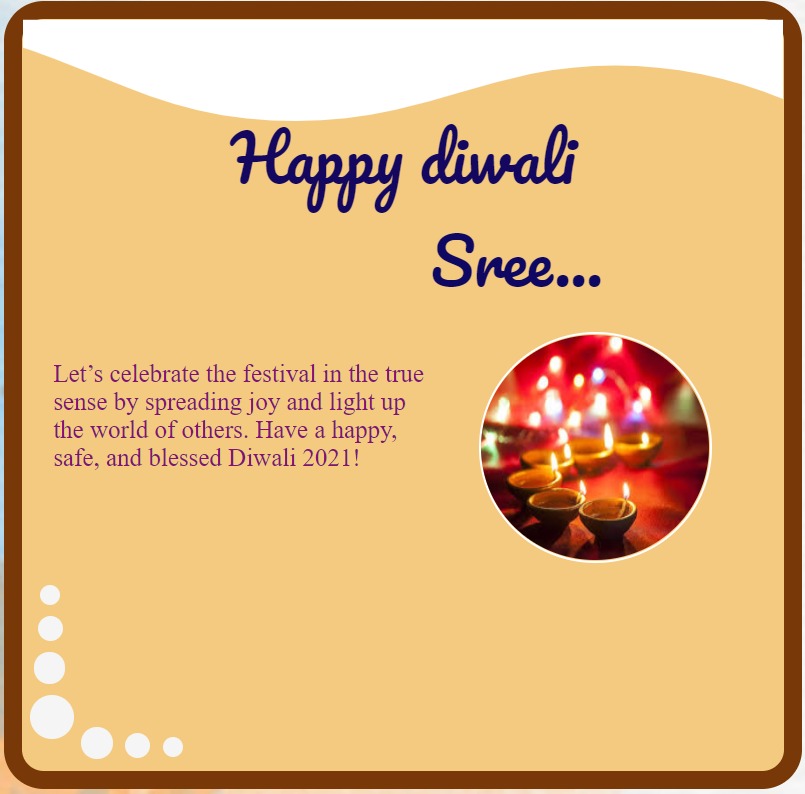 Happy diwali
Sree...
Let’s celebrate the festival in the true
sense by spreading joy and light up
the world of others. Have a happy,
safe, and blessed Diwali 2021!